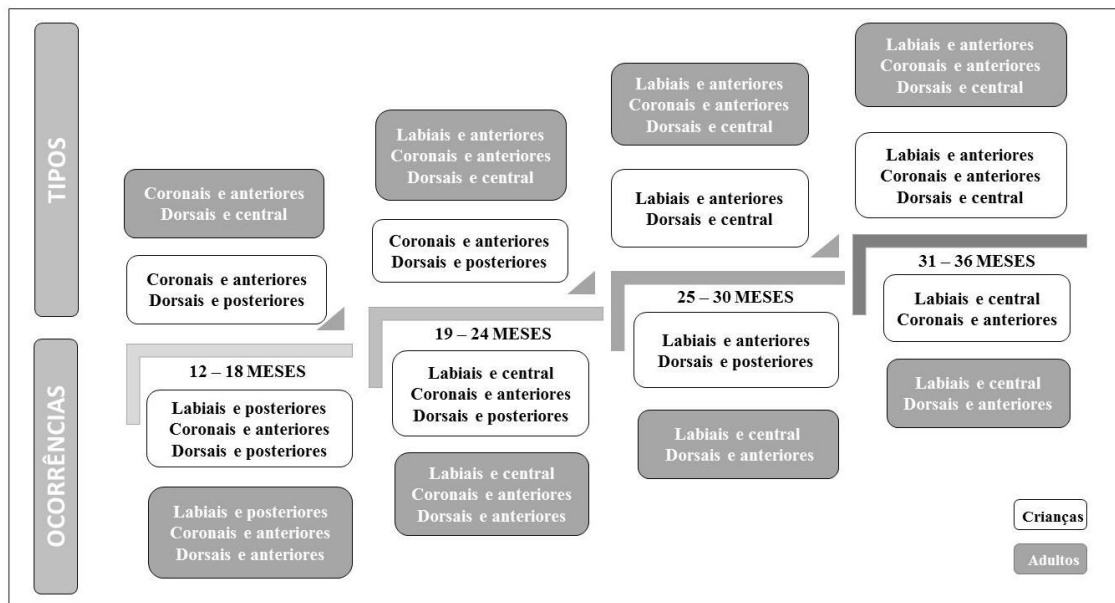 TIPOS
Coronais e anteriores
Dorsais e central
Coronais e anteriores
Dorsais e posteriores
Labiais e anteriores
Coronais e anteriores
Dorsais e central
Coronais e anteriores
Dorsais e posteriores
Labiais e anteriores
Coronais e anteriores
Dorsais e central
Labiais e anteriores
Dorsais e central
Labiais e anteriores
Coronais e anteriores
Dorsais e central
Labiais e anteriores
Coronais e anteriores
Dorsais e central
OCORRÊNCIAS
12 – 18 MESES
Labiais e posteriores
Coronais e anteriores
Dorsais e posteriores
Labiais e posteriores
Coronais e anteriores
Dorsais e anteriores
19 – 24 MESES
Labiais e central
Coronais e anteriores
Dorsais e posteriores
Labiais e central
Coronais e anteriores
Dorsais e anteriores
25 – 30 MESES
Labiais e anteriores
Dorsais e posteriores
Labiais e central
Dorsais e anteriores
31 – 36 MESES
Labiais e central
Coronais e anteriores
Labiais e central
Dorsais e anteriores
Crianças
Adultos